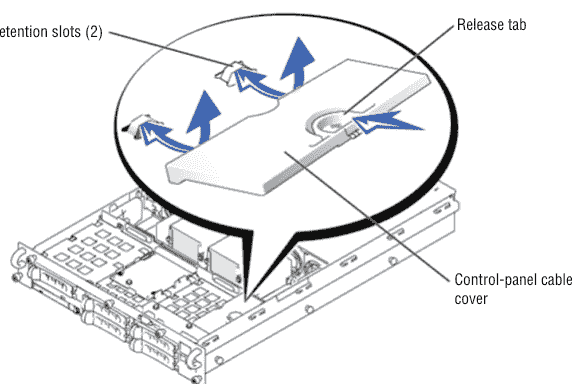 etention slots (2)
Release tab
Control-panel cable
cover